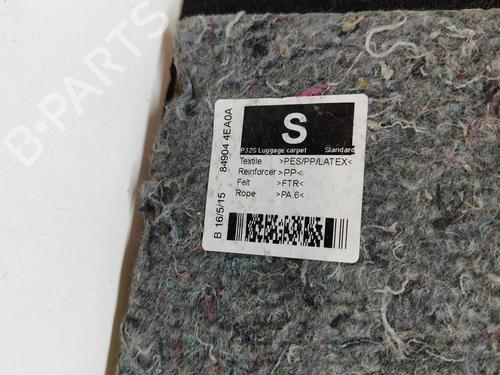 B-PARTS
S
P32S Luggage carpet Standard
Textile >PES/PP/LATEX<
Reinforcer >PP<
Felt >FTR<
Rope >PA.6<
84904 4EA0A
B 16/5/15